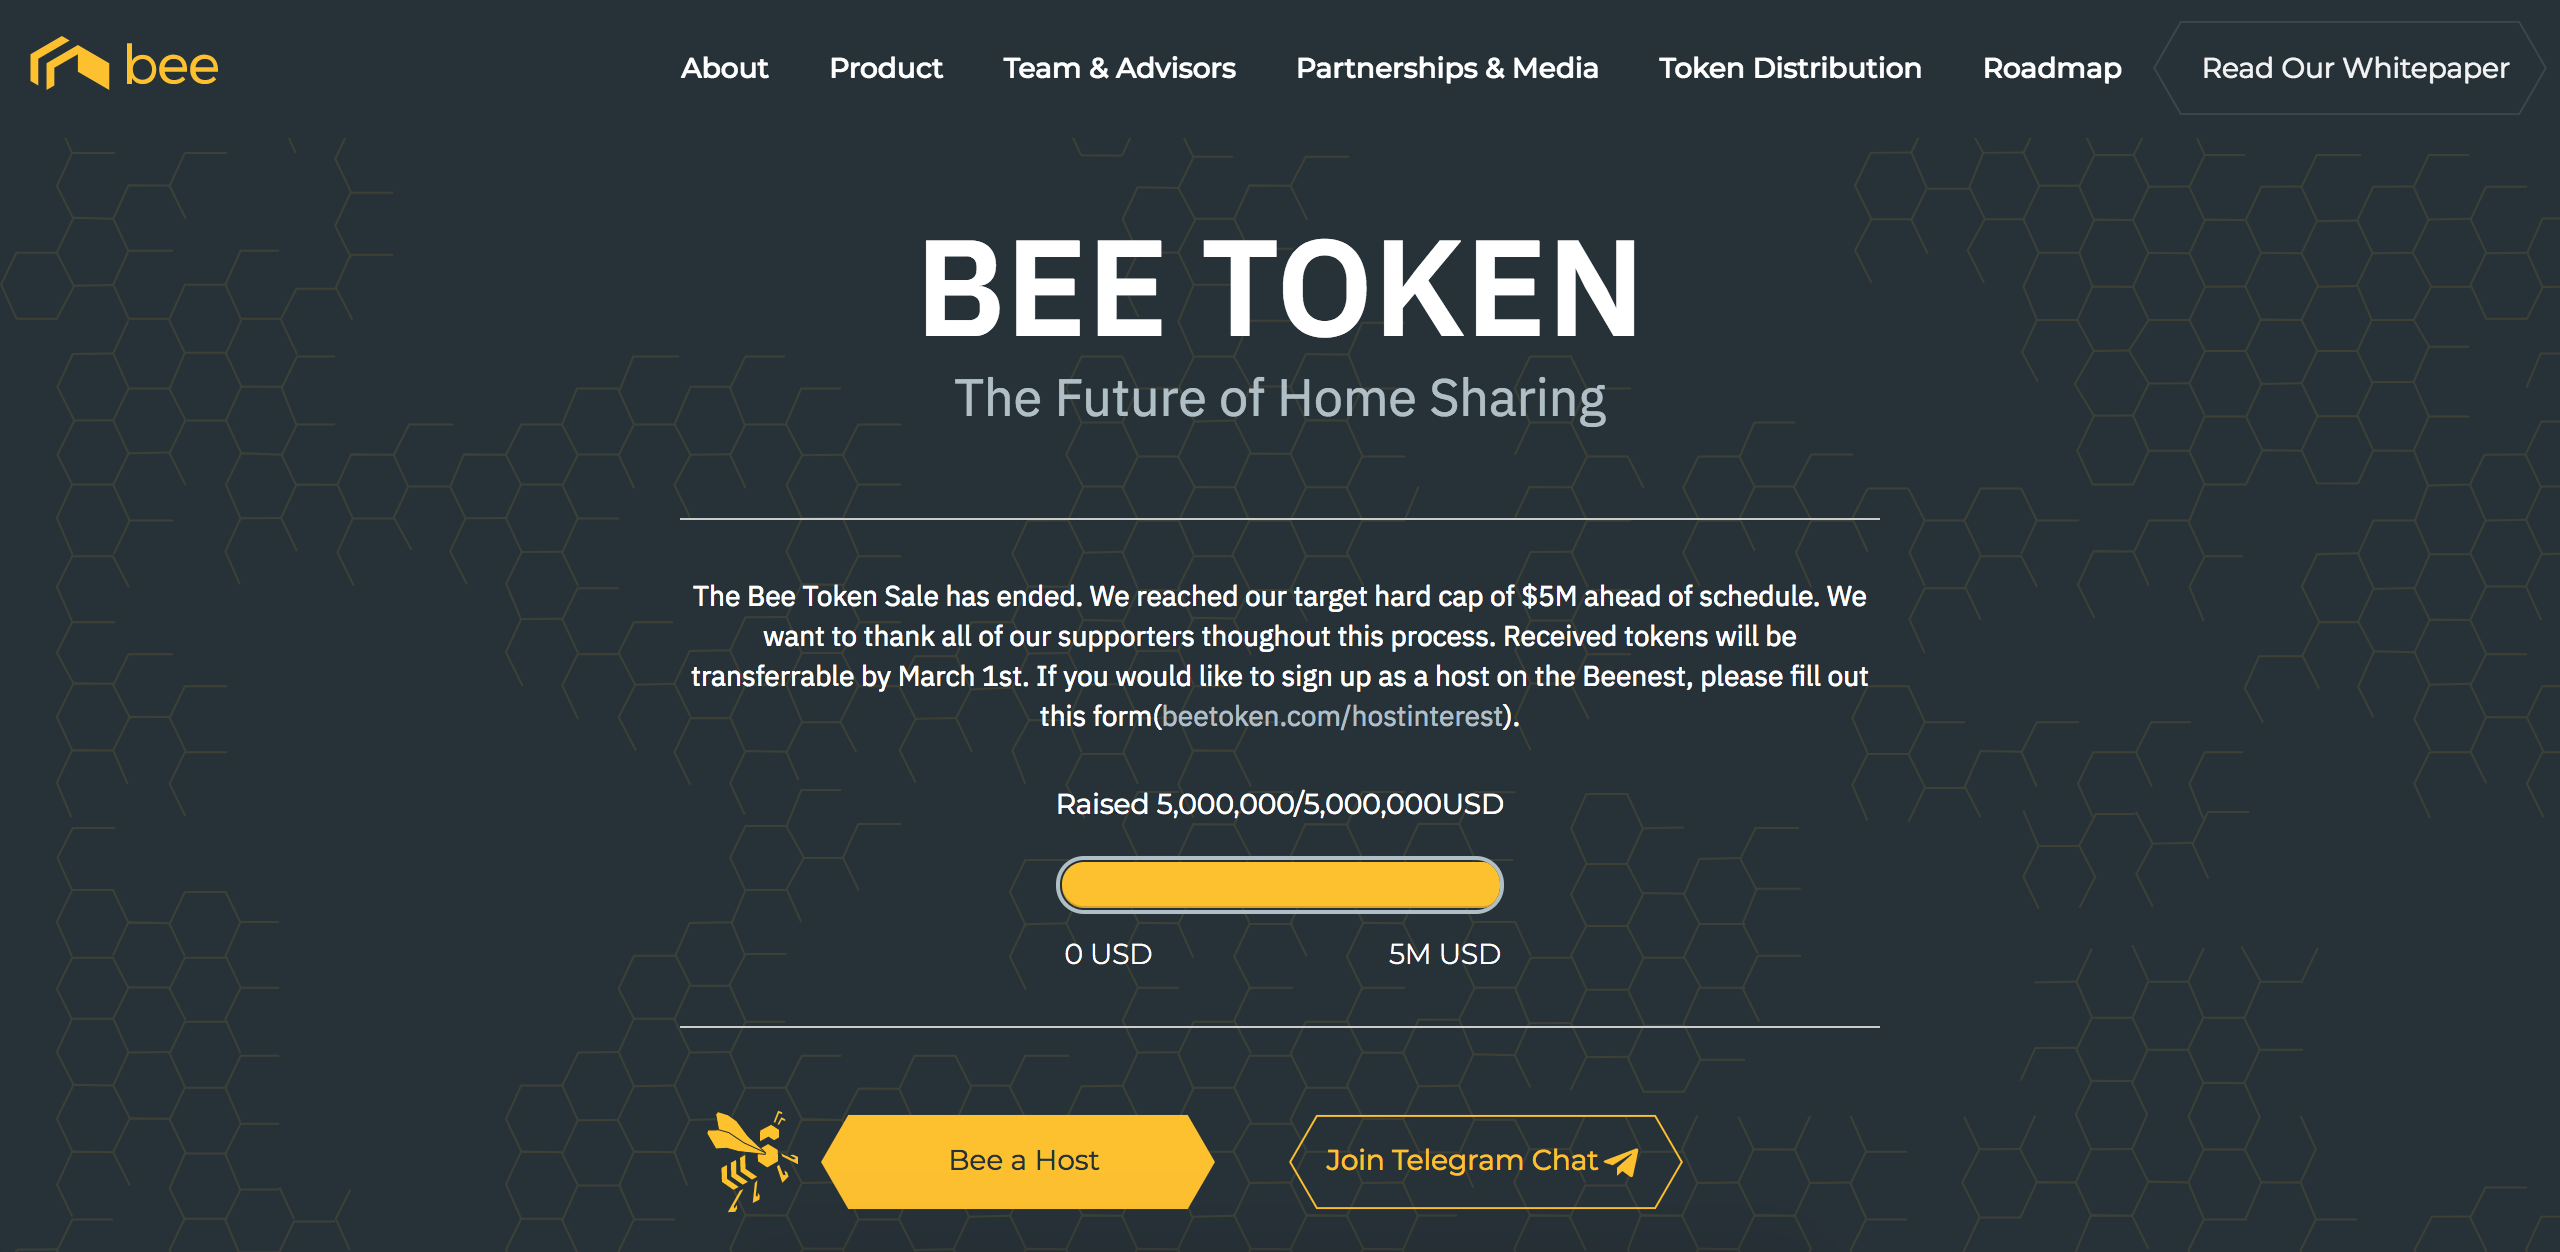 bee
About
Product
Team & Advisors
Partnerships & Media
Token Distribution
Roadmap
Read Our Whitepaper
BEE TOKEN
The Future of Home Sharing
The Bee Token Sale has ended. We reached our target hard cap of $5M ahead of schedule. We
want to thank all of our supporters thoughout this process. Received tokens will be
transferrable by March 1st. If you would like to sign up as a host on the Beenest, please fill out
this form(beetoken.com/hostinterest).
Raised 5,000,000/5,000,000USD
0 USD
5M USD
Bee a Host
Join Telegram Chat